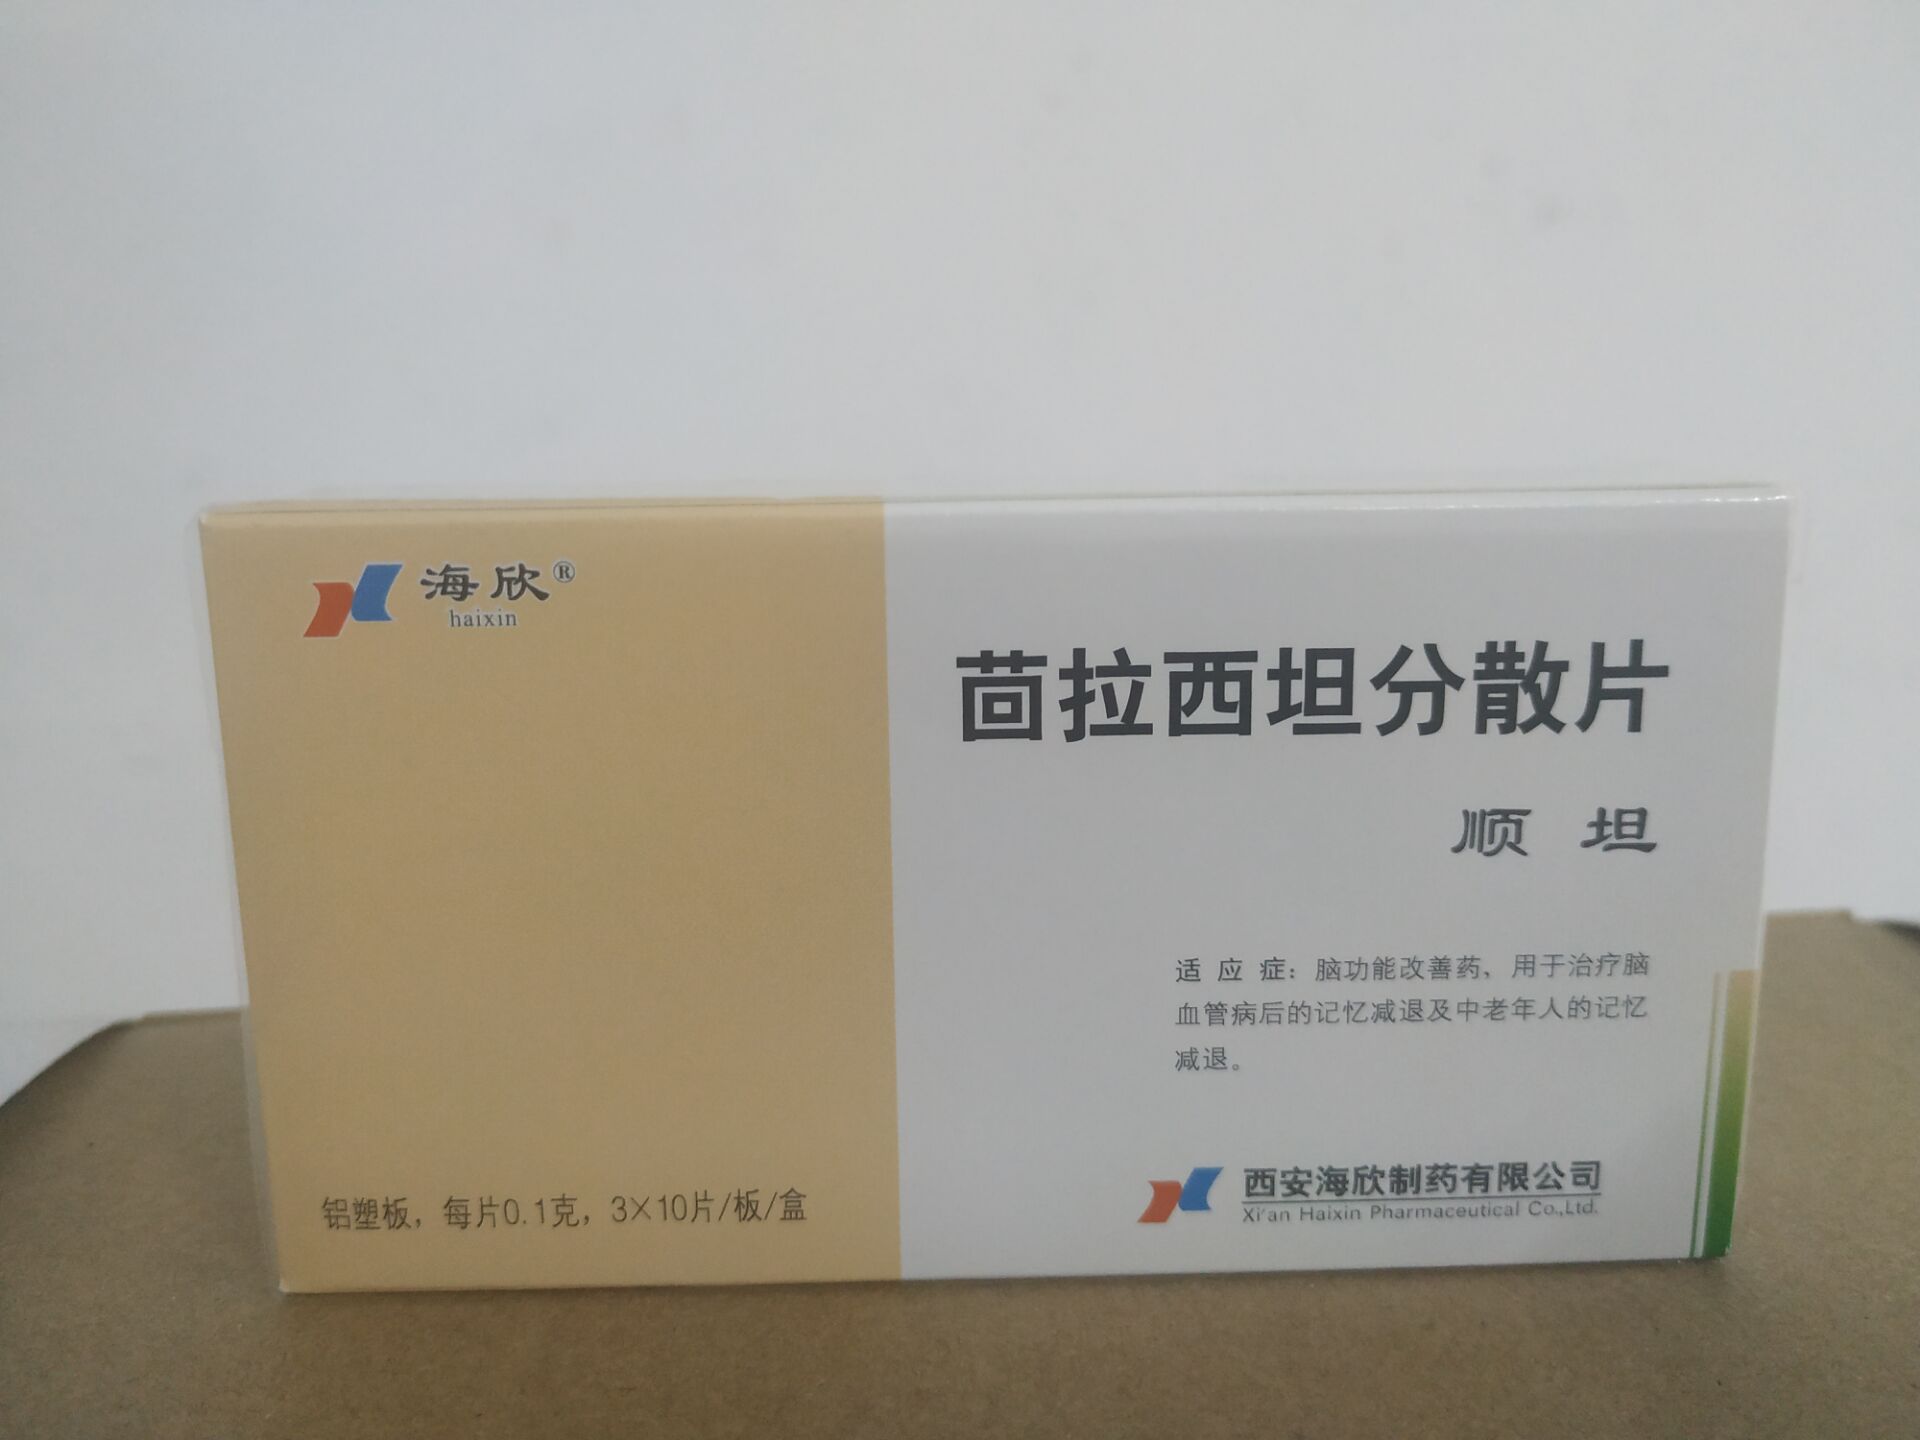 海欣®
haixin
茴拉西坦分散片
顺坦
适应症：脑功能改善药，用于治疗脑
血管病后的记忆减退及中老年人的记忆
减退。
铝塑板，每片0.1克，3×10片/板/盒
西安海欣制药有限公司
Xi'an Haixin Pharmaceutical Co.,Ltd.